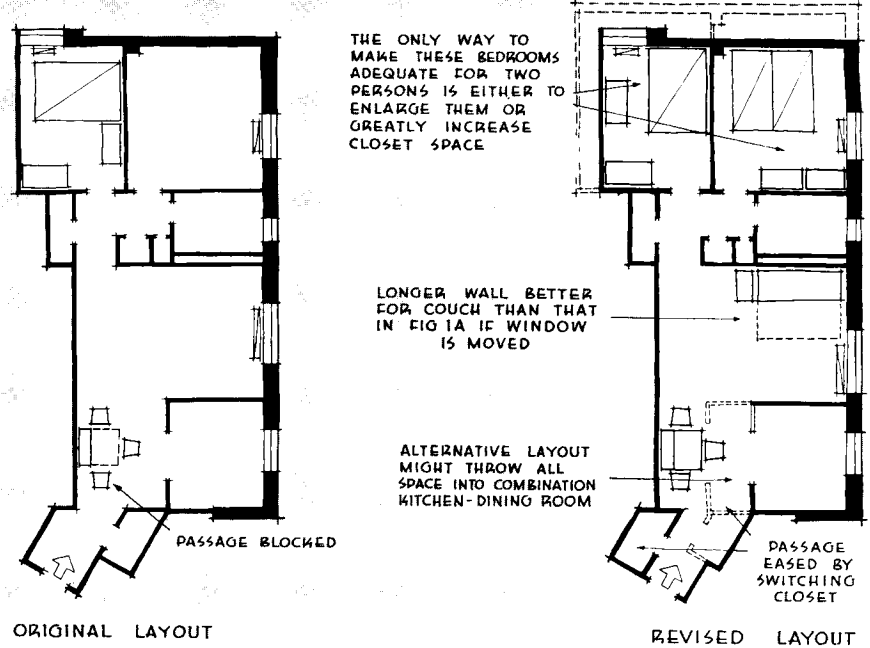 THE ONLY WAY TO
MAKE THESE BEDROOMS
ADEQUATE FOR TWO
PERSONS IS EITHER TO
ENLARGE THEM OR
GREATLY INCREASE
CLOSET SPACE
LONGER WALL BETTER
FOR COUCH THAN THAT
IN FIG 1A IF WINDOW
IS MOVED
ALTERNATIVE LAYOUT
MIGHT THROW ALL
SPACE INTO COMBINATION
KITCHEN-DINING ROOM
PASSAGE BLOCKED
PASSAGE
EASED BY
SWITCHING
CLOSET
ORIGINAL LAYOUT
REVISED LAYOUT